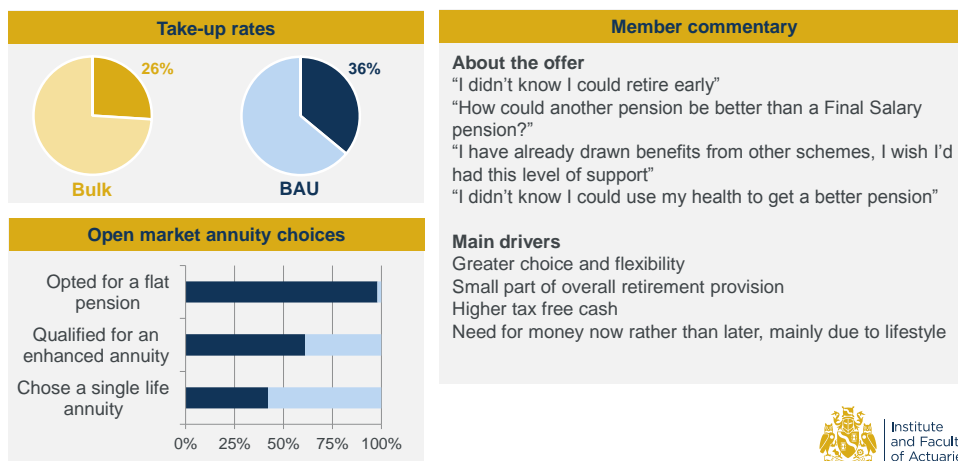 Take-up rates
26%
36%
Bulk
BAU
Open market annuity choices
Opted for a flat
pension
Qualified for an
enhanced annuity
Chose a single life
annuity
0% 25% 50% 75% 100%
Member commentary
About the offer
“I didn’t know I could retire early”
“How could another pension be better than a Final Salary
pension?”
“I have already drawn benefits from other schemes, I wish I’d
had this level of support”
“I didn’t know I could use my health to get a better pension”
Main drivers
Greater choice and flexibility
Small part of overall retirement provision
Higher tax free cash
Need for money now rather than later, mainly due to lifestyle
Institute
and Facult
of Actuarie